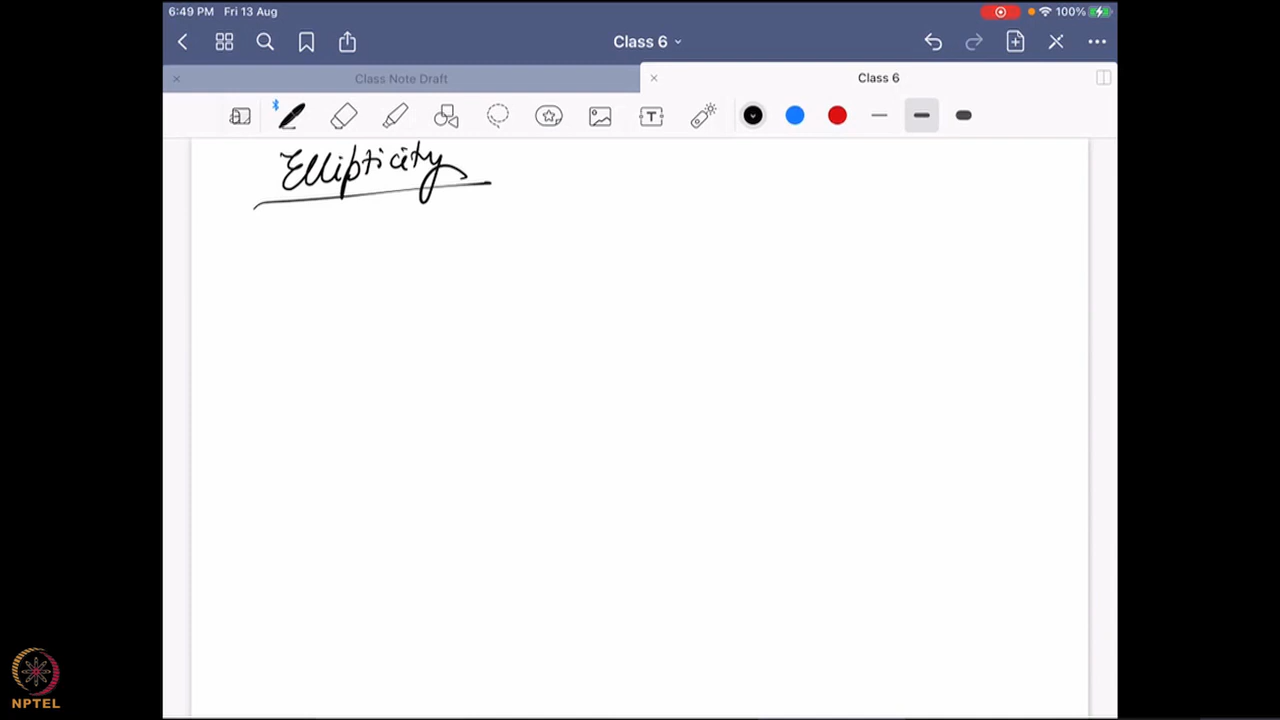 6:49 PM Fri 13 Aug 100%
Class 6
Class Note Draft Class 6
T
Ellipticity
NPTEL